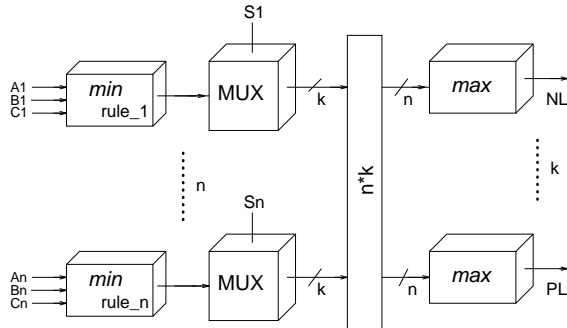 S1
A1
B1
C1
min
rule_1
MUX
k
n
max
NL
n
n*k
k
Sn
An
Bn
Cn
min
rule_n
MUX
k
n
max
PL